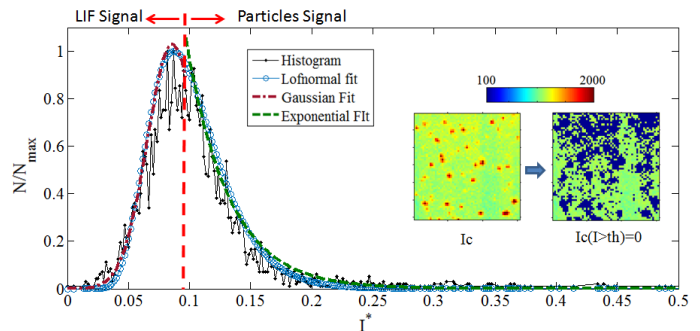 LIF Signal
Particles Signal
Histogram
Lofnormal fit
Gaussian Fit
Exponential FIt
100
2000
Ic
Ic(I>th)=0
N/N max
1
0.8
0.6
0.4
0.2
0
0
0.05
0.1
0.15
0.2
0.25
0.3
0.35
0.4
0.45
0.5
I*